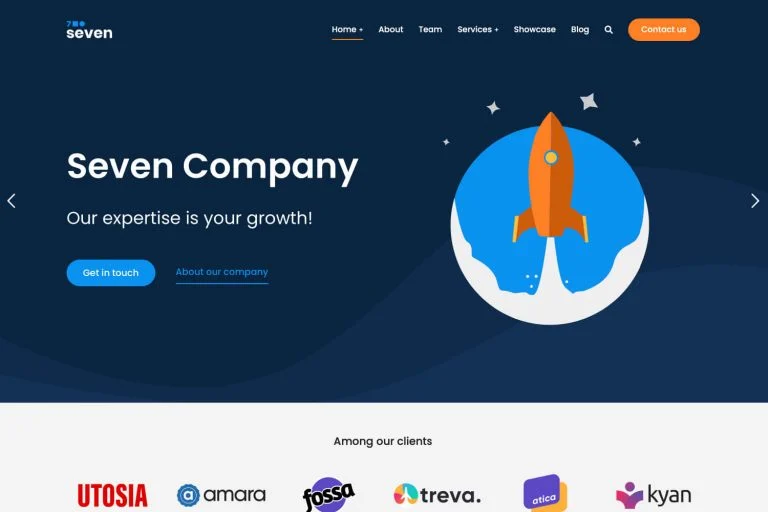 7
seven
Home + About Team Services + Showcase Blog Contact us
Seven Company
Our expertise is your growth!
Get in touch About our company
Among our clients
UTOSIA a amara fossa treva. atica kyan